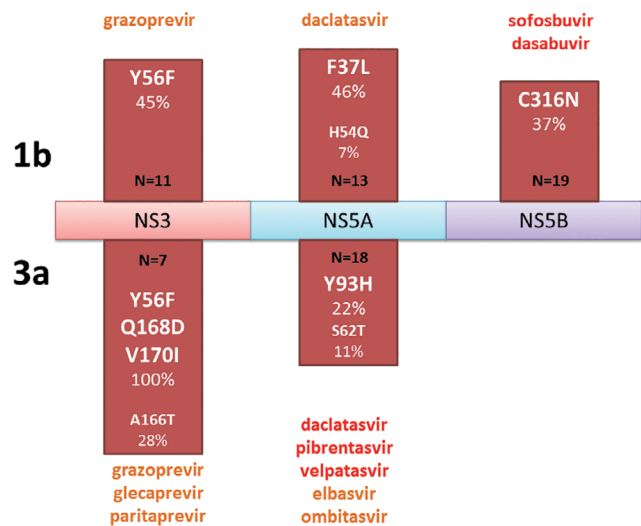 grazoprevir
daclatasvir
sofosbuvir
dasabuvir
Y56F
45%
N=11
F37L
46%
H54Q
7%
N=13
C316N
37%
N=19
1b
NS3
NS5A
NS5B
3a
N=7
Y56F
Q168D
V170I
100%
A166T
28%
N=18
Y93H
22%
S62T
11%
grazoprevir
glecaprevir
paritaprevir
daclatasvir
pibrentasvir
velpatasvir
elbasvir
ombitasvir